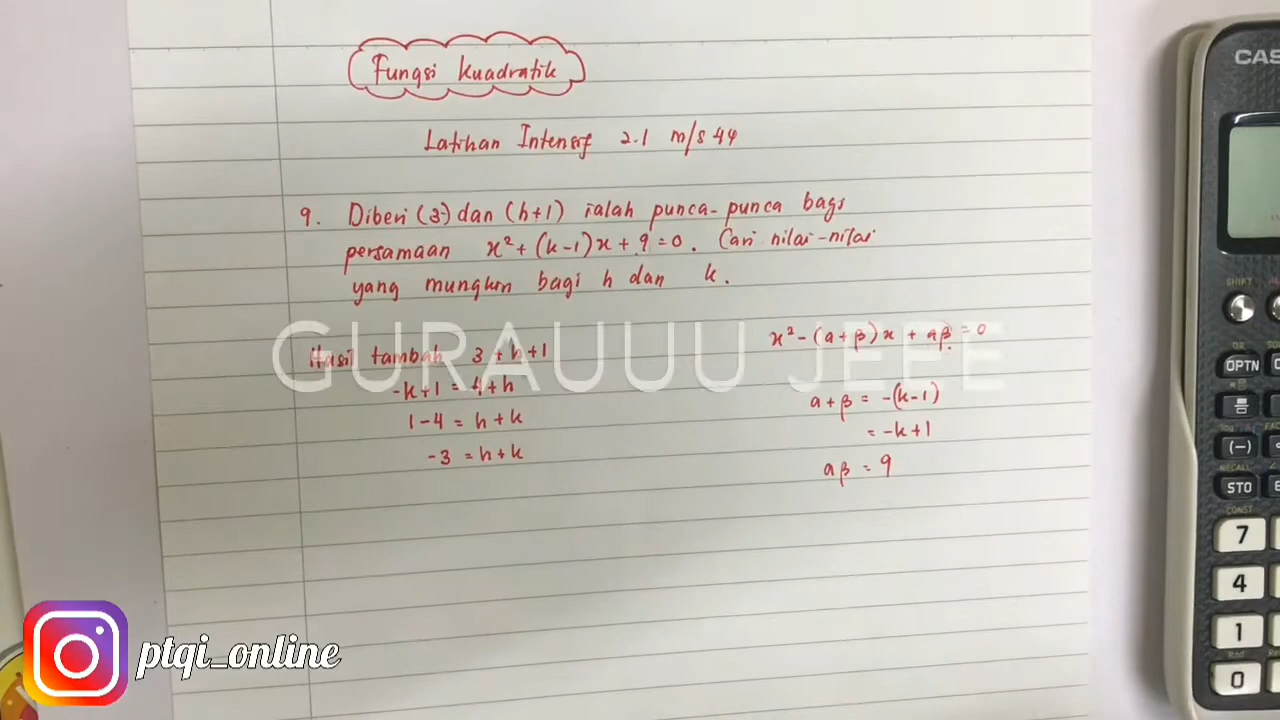 Fungsi Kuadratik
Latihan Intensif 2.1 m/s 44
9. Diberi (3) dan (h+1) ialah punca-punca bagi
persamaan x² + (k-1)x + 9 = 0. Cari nilai-nilai
yang mungkin bagi h dan k.
GURAUUU JEFE
Hasil tambah 3 + h + 1
-k+1 = 4+h
1-4 = h+k
-3 = h+k
x² - (α+β)x + αβ = 0
α+β = -(k-1)
= -k+1
αβ = 9
ptqi_online
CAS
SHIFT
OPTN
(−)
RECALL
STO
CONST
7
4
1
0